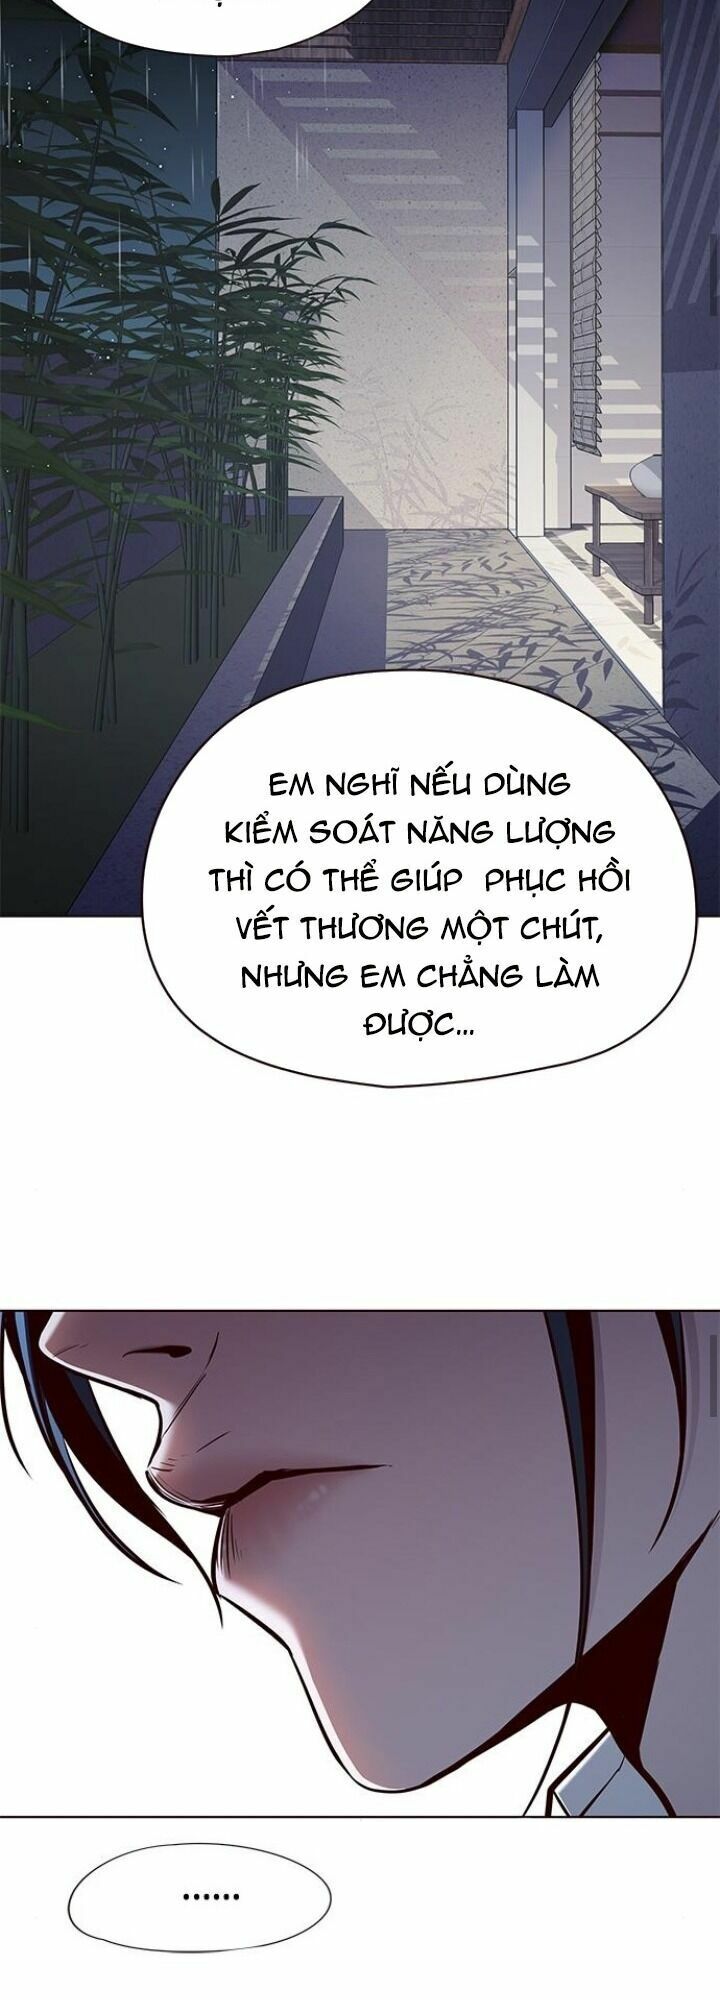 EM NGHĨ NẾU DÙNG
KIỂM SOÁT NĂNG LƯỢNG
THÌ CÓ THỂ GIÚP PHỤC HỒI
VẾT THƯƠNG MỘT CHÚT,
NHƯNG EM CHẲNG LÀM
ĐƯỢC...
......